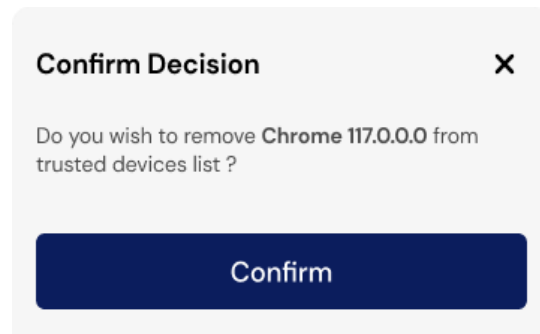 Confirm Decision
Do you wish to remove Chrome 117.0.0.0 from
trusted devices list ?
Confirm